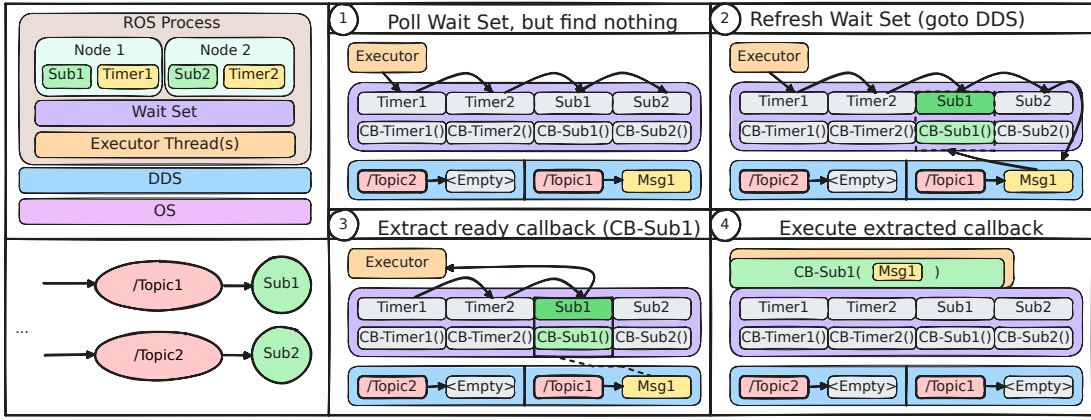 ROS Process
Node 1
Node 2
Sub1
Timer1
Sub2
Timer2
Wait Set
Executor Thread(s)
DDS
OS
...
/Topic1
Sub1
/Topic2
Sub2
1
Poll Wait Set, but find nothing
Executor
Timer1
Timer2
Sub1
Sub2
CB-Timer1()
CB-Timer2()
CB-Sub1()
CB-Sub2()
/Topic2
<Empty>
/Topic1
Msg1
2
Refresh Wait Set (goto DDS)
Executor
Timer1
Timer2
Sub1
Sub2
CB-Timer1()
CB-Timer2()
CB-Sub1()
CB-Sub2()
/Topic2
<Empty>
/Topic1
Msg1
3
Extract ready callback (CB-Sub1)
Executor
Timer1
Timer2
Sub1
Sub2
CB-Timer1()
CB-Timer2()
CB-Sub1()
CB-Sub2()
/Topic2
<Empty>
/Topic1
Msg1
4
Execute extracted callback
CB-Sub1( Msg1 )
Timer1
Timer2
Sub1
Sub2
CB-Timer1()
CB-Timer2()
CB-Sub1()
CB-Sub2()
/Topic2
<Empty>
/Topic1
<Empty>